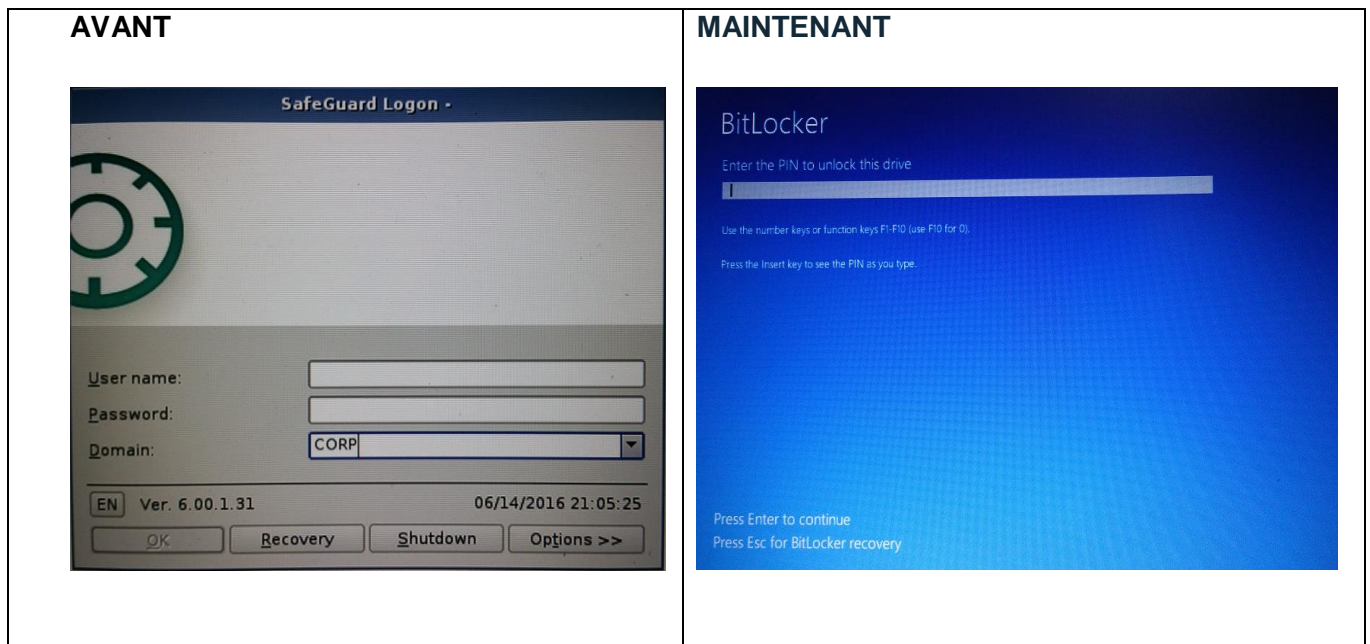 AVANT
SafeGuard Logon -
User name:
Password:
Domain:
CORP
EN Ver. 6.00.1.31
06/14/2016 21:05:25
OK
Recovery
Shutdown
Options >>
MAINTENANT
BitLocker
Enter the PIN to unlock this drive
Use the number keys or function keys F1-F10 (use F10 for 0).
Press the Insert key to see the PIN as you type.
Press Enter to continue
Press Esc for BitLocker recovery